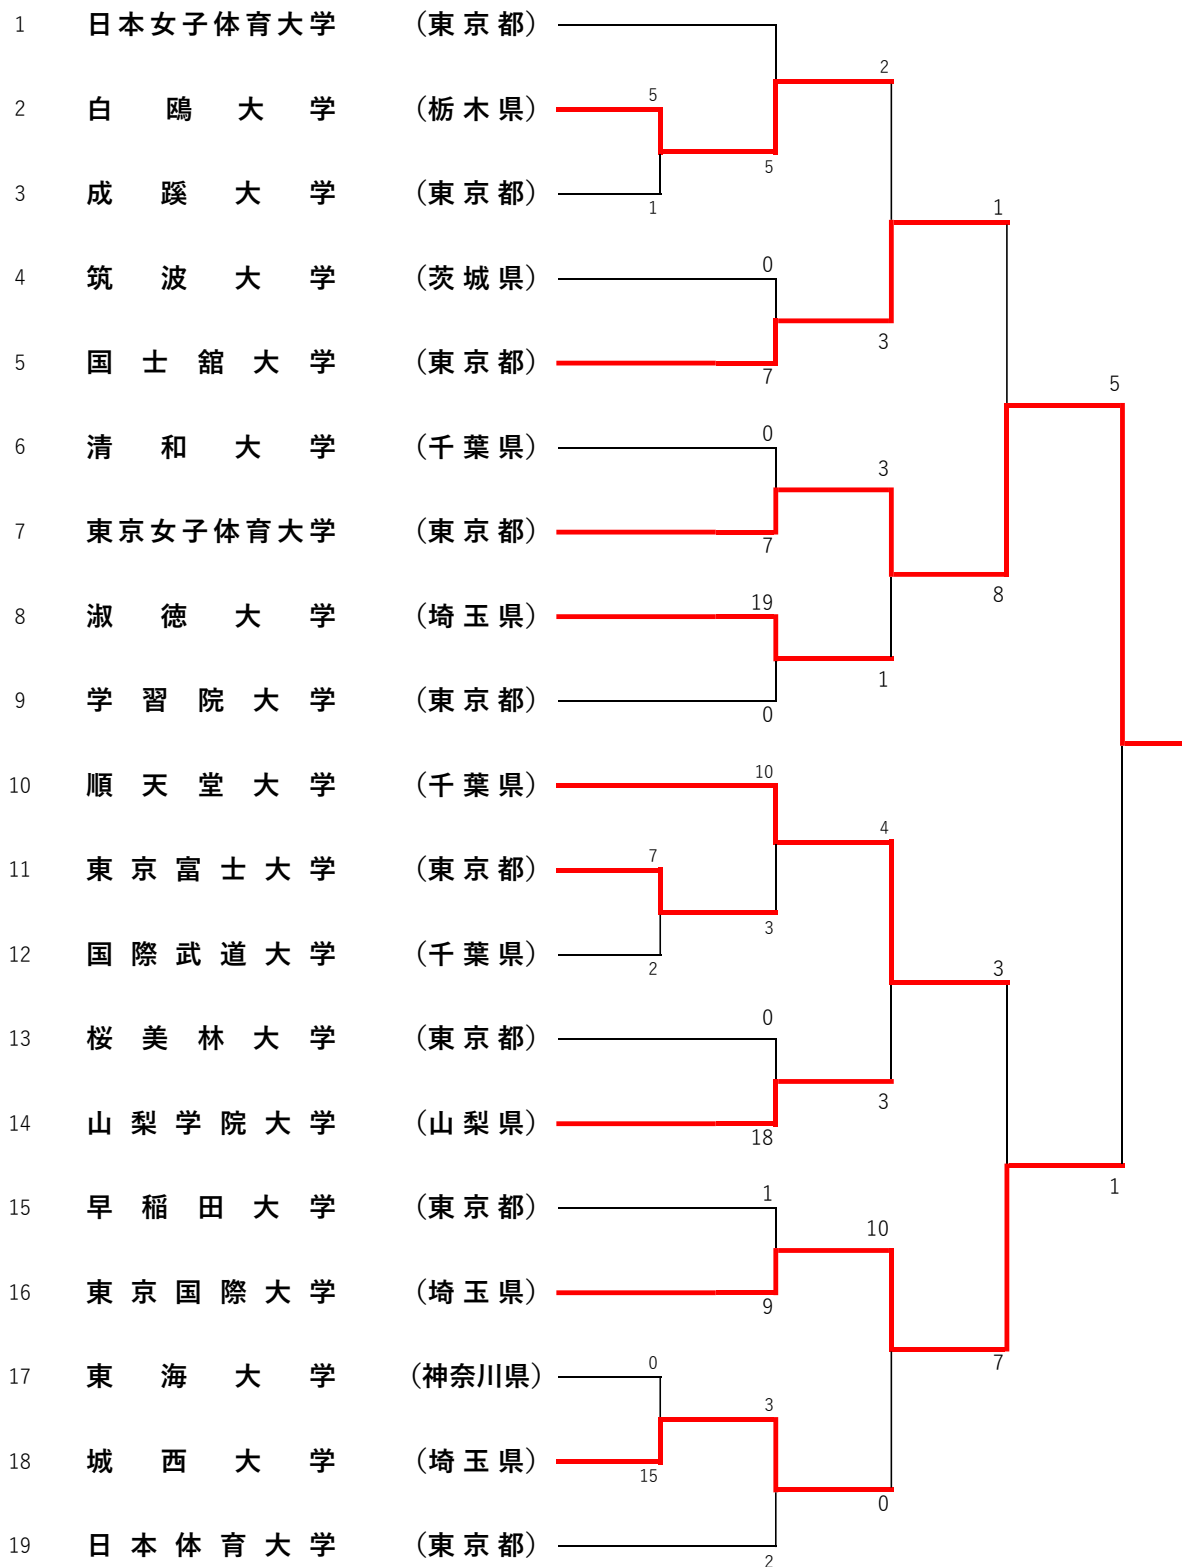 1 日本女子体育大学 （東京都）
2
5
2 白鴎大学 （栃木県）
5
3 成蹊大学 （東京都）
1
1
4 筑波大学 （茨城県）
0
3
5 国士舘大学 （東京都）
7
5
6 清和大学 （千葉県）
0
3
7 東京女子体育大学 （東京都）
7
8
8 淑徳大学 （埼玉県）
19
1
9 学習院大学 （東京都）
0
10 順天堂大学 （千葉県）
10
4
7
11 東京富士大学 （東京都）
3
12 国際武道大学 （千葉県）
2
3
13 桜美林大学 （東京都）
0
3
14 山梨学院大学 （山梨県）
18
1
15 早稲田大学 （東京都）
1
10
16 東京国際大学 （埼玉県）
9
7
17 東海大学 （神奈川県）
0
3
18 城西大学 （埼玉県）
15
0
19 日本体育大学 （東京都）
2